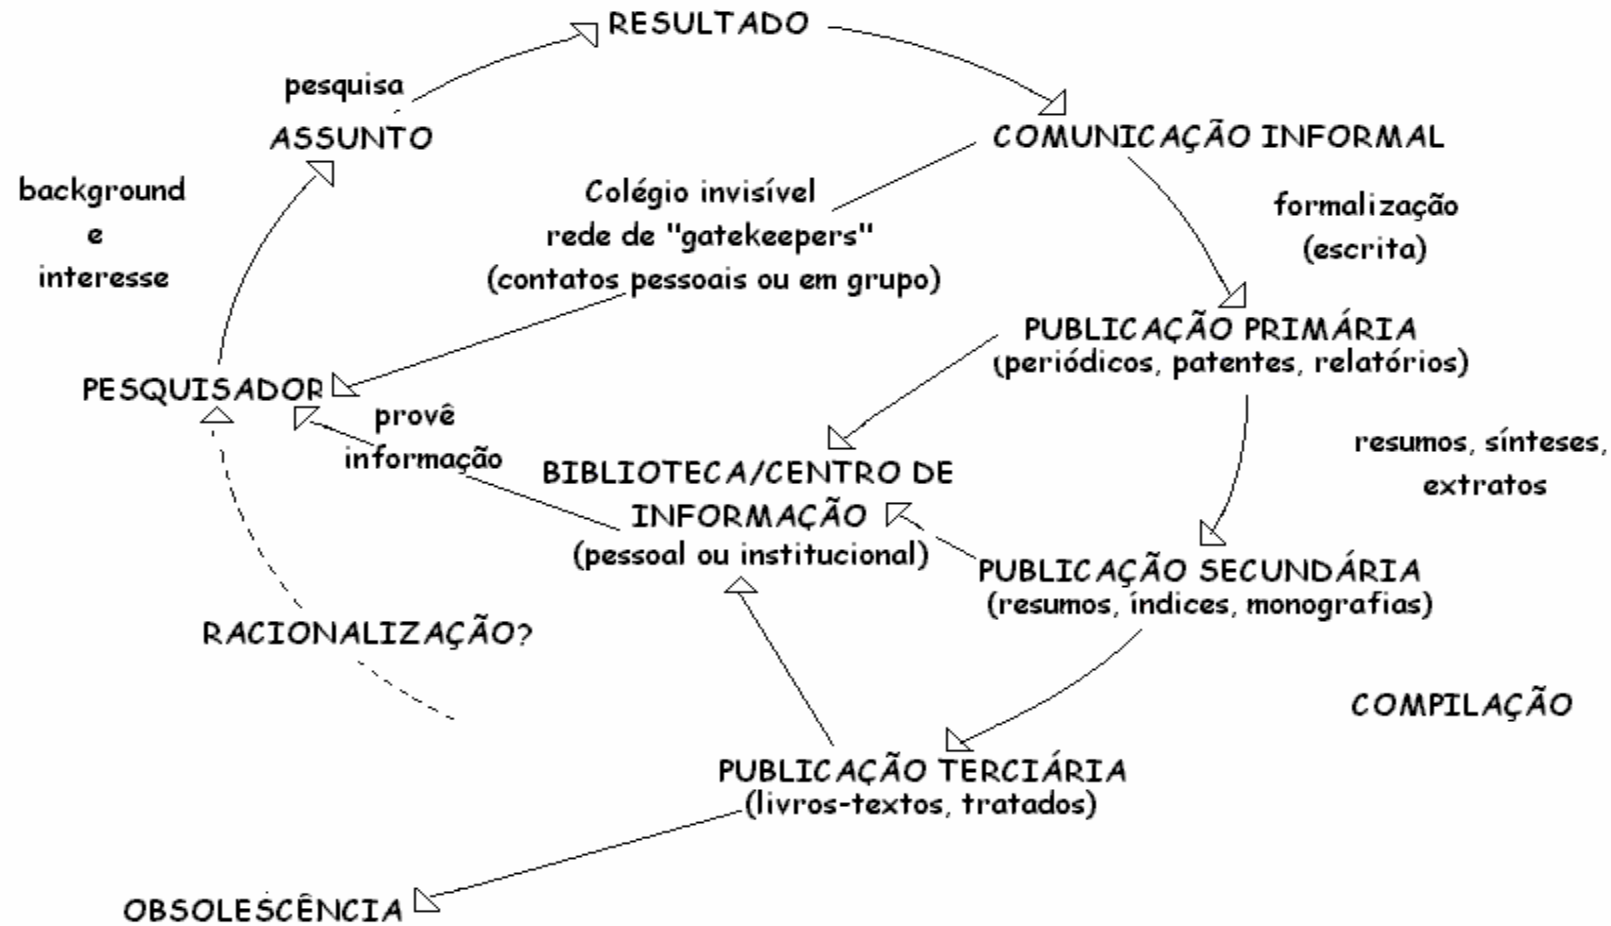 RESULTADO
pesquisa
ASSUNTO
COMUNICAÇÃO INFORMAL
background
e
interesse
Colégio invisível
rede de "gatekeepers"
(contatos pessoais ou em grupo)
formalização
(escrita)
PUBLICAÇÃO PRIMÁRIA
(periódicos, patentes, relatórios)
PESQUISADOR
provê
informação
BIBLIOTECA/CENTRO DE
INFORMAÇÃO
(pessoal ou institucional)
resumos, sínteses,
extratos
PUBLICAÇÃO SECUNDÁRIA
(resumos, índices, monografias)
RACIONALIZAÇÃO?
COMPILAÇÃO
PUBLICAÇÃO TERCIÁRIA
(livros-textos, tratados)
OBSOLESCÊNCIA